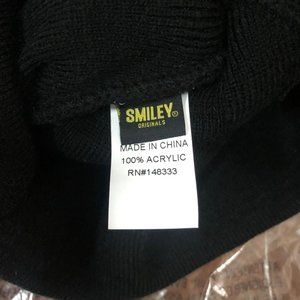 SMILEY®
ORIGINALS
MADE IN CHINA
100% ACRYLIC
RN#148333